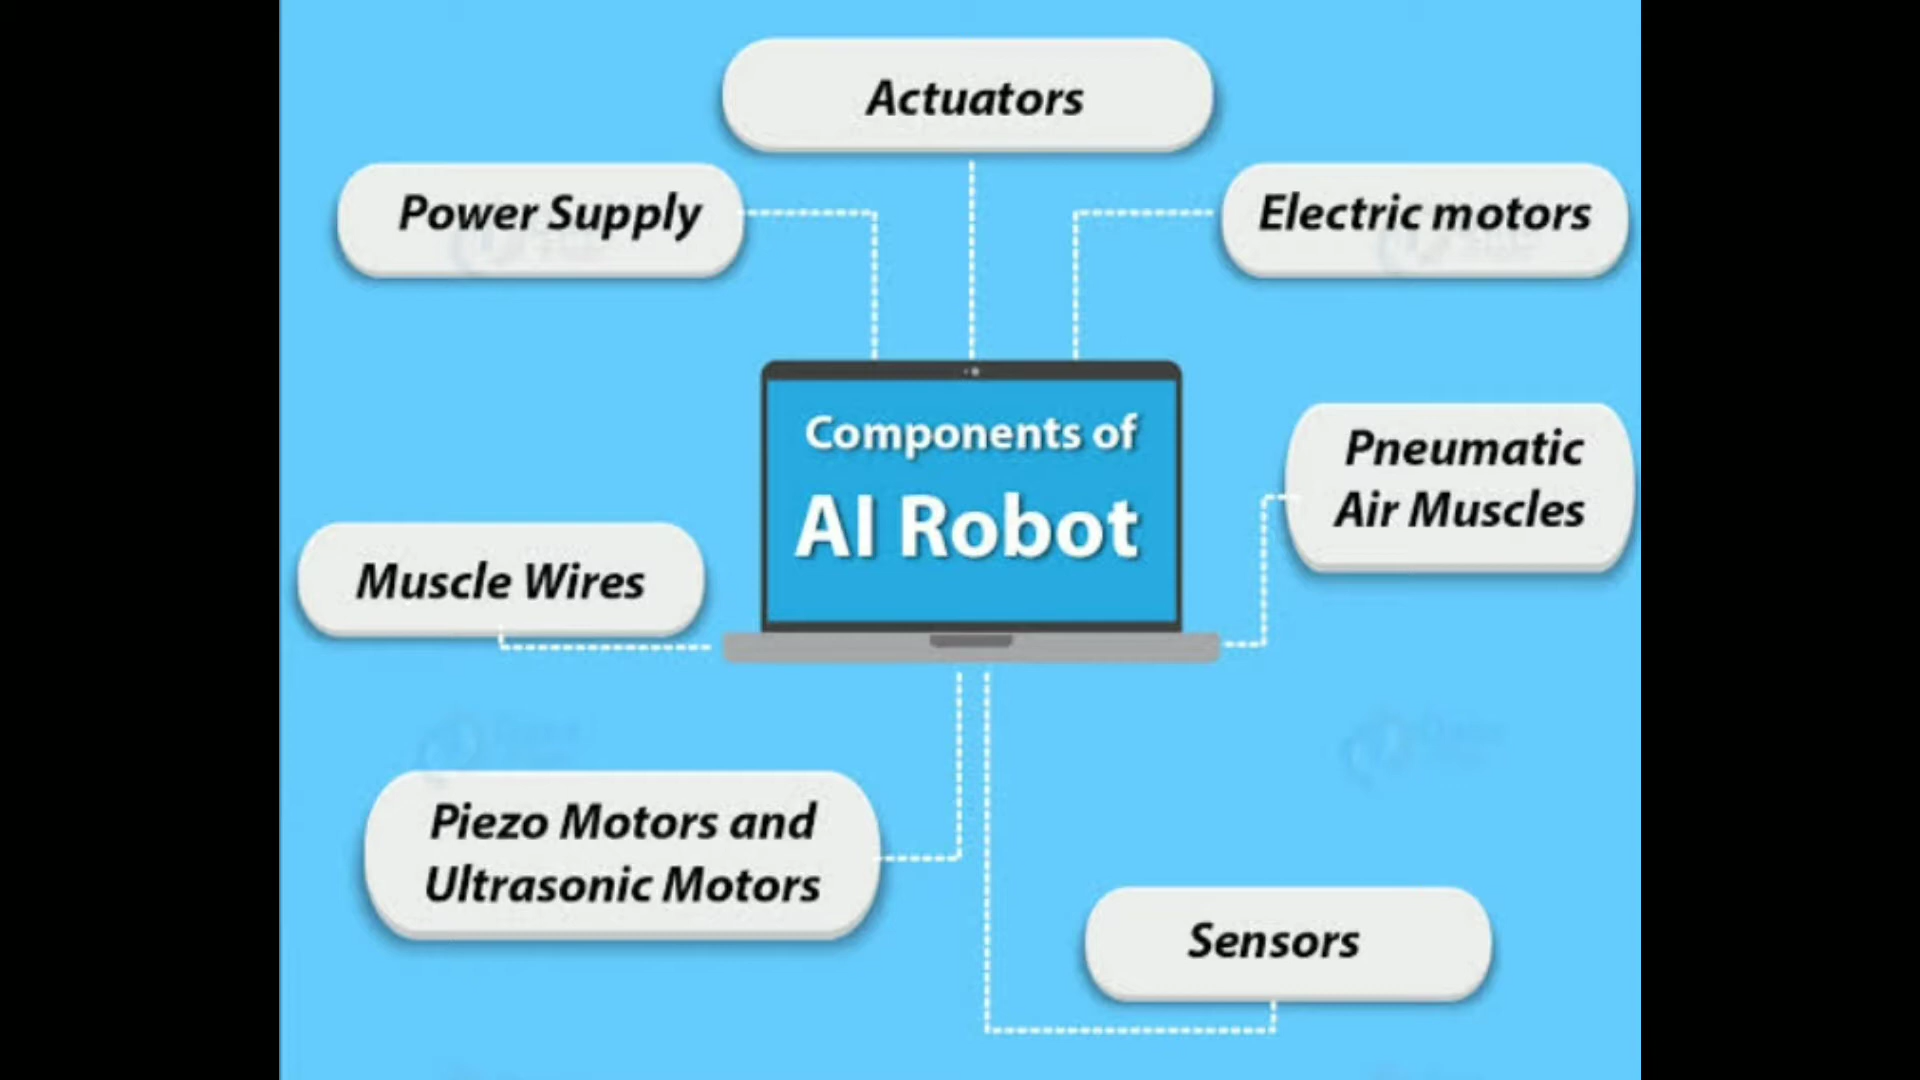 Actuators
Power Supply
Electric motors
Components of
AI Robot
Pneumatic
Air Muscles
Muscle Wires
Piezo Motors and
Ultrasonic Motors
Sensors